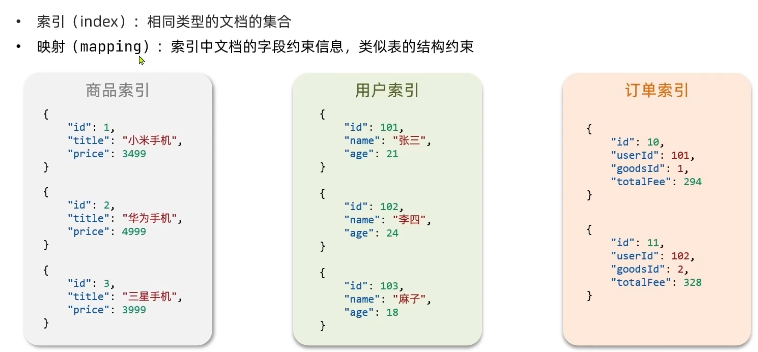 • 索引（index）：相同类型的文档的集合
• 映射（mapping）：索引中文档的字段约束信息，类似表的结构约束
商品索引
{
"id": 1,
"title": "小米手机",
"price": 3499
}
{
"id": 2,
"title": "华为手机",
"price": 4999
}
{
"id": 3,
"title": "三星手机",
"price": 3999
}
用户索引
{
"id": 101,
"name": "张三",
"age": 21
}
{
"id": 102,
"name": "李四",
"age": 24
}
{
"id": 103,
"name": "麻子",
"age": 18
}
订单索引
{
"id": 10,
"userId": 101,
"goodsId": 1,
"totalFee": 294
}
{
"id": 11,
"userId": 102,
"goodsId": 2,
"totalFee": 328
}